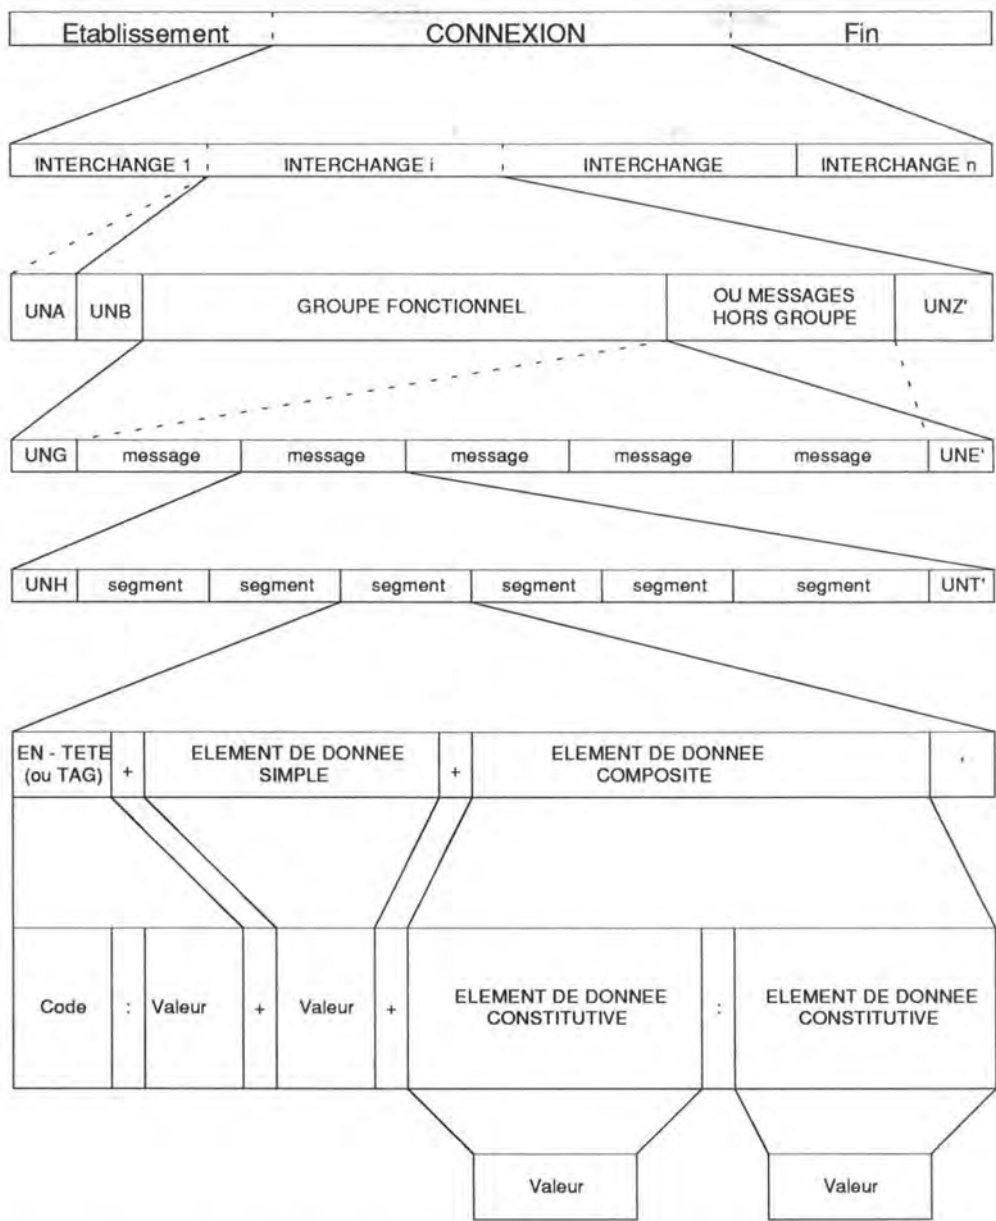 Etablissement CONNEXION Fin
INTERCHANGE 1 INTERCHANGE i INTERCHANGE INTERCHANGE n
UNA UNB GROUPE FONCTIONNEL OU MESSAGES HORS GROUPE UNZ'
UNG message message message message message UNE'
UNH segment segment segment segment segment segment UNT'
EN - TETE (ou TAG) + ELEMENT DE DONNEE SIMPLE + ELEMENT DE DONNEE COMPOSITE '
Code : Valeur + Valeur + ELEMENT DE DONNEE CONSTITUTIVE : ELEMENT DE DONNEE CONSTITUTIVE
Valeur Valeur